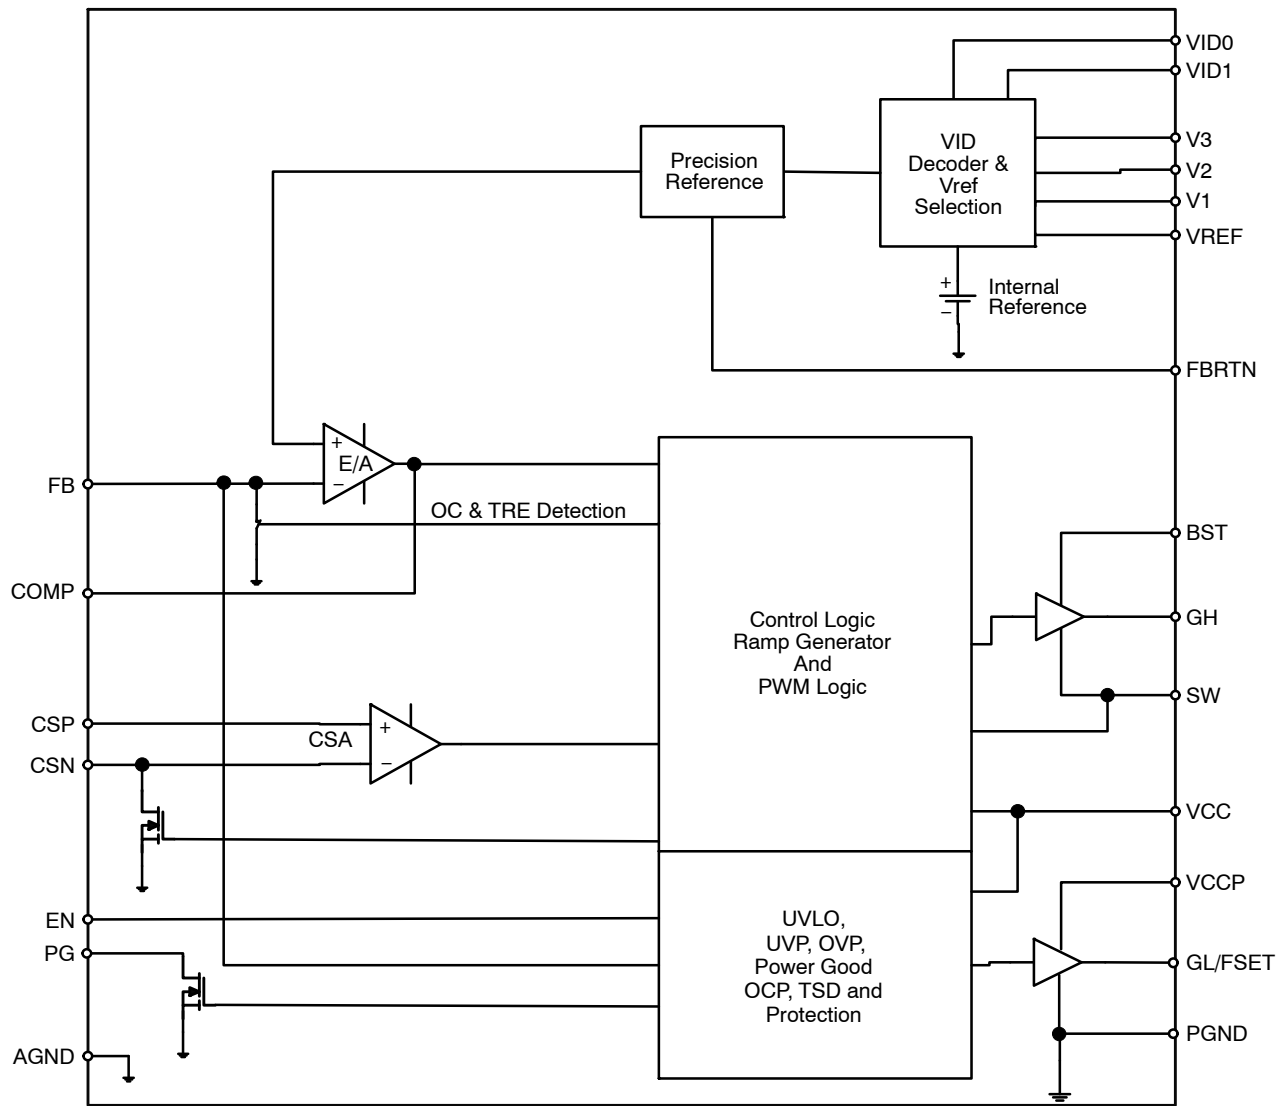 VID0
VID1
VID
Decoder &
Vref
Selection
Precision
Reference
V3
V2
V1
VREF
+
Internal
Reference
−
FBRTN
+
E/A
−
FB
OC & TRE Detection
BST
COMP
Control Logic
Ramp Generator
And
PWM Logic
GH
SW
CSP
+
CSA
−
CSN
VCC
VCCP
EN
UVLO,
UVP, OVP,
Power Good
OCP, TSD and
Protection
PG
GL/FSET
PGND
AGND